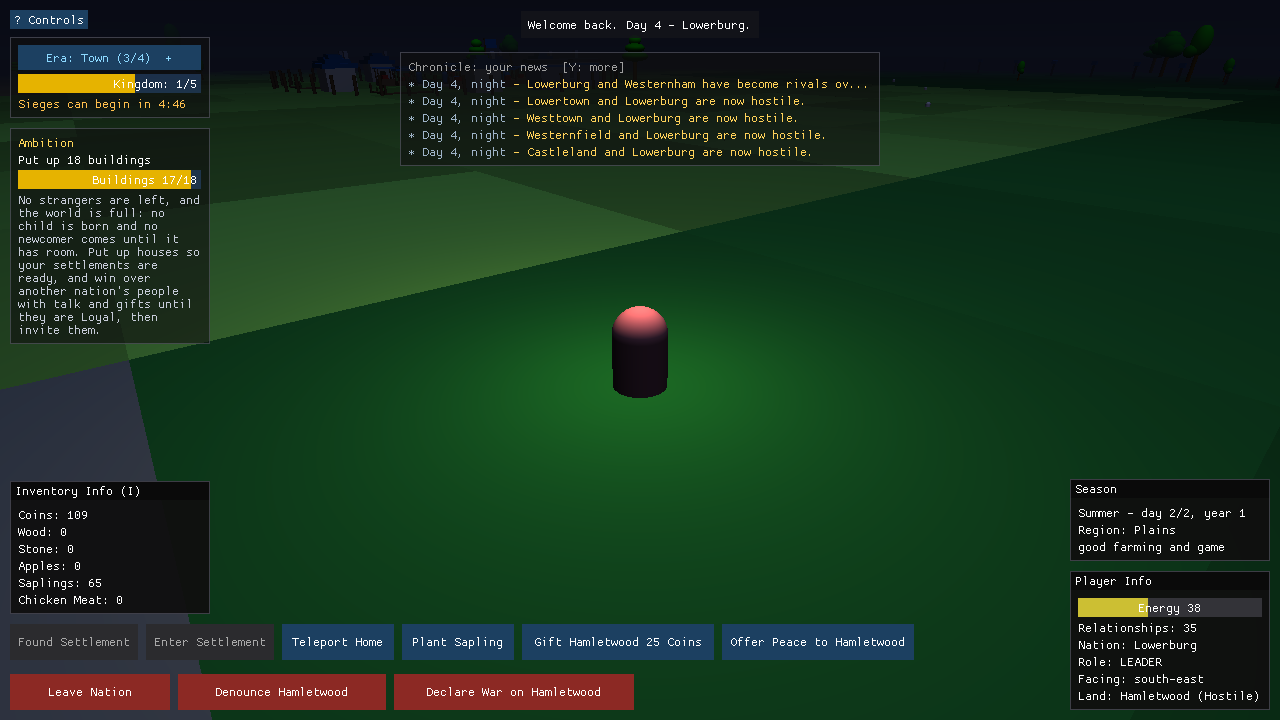 ? Controls
Welcome back. Day 4 - Lowerburg.
Era: Town (3/4) +
Kingdom: 1/5
Sieges can begin in 4:46
Chronicle: your news [Y: more]
* Day 4, night - Lowerburg and Westernham have become rivals ov...
* Day 4, night - Lowertown and Lowerburg are now hostile.
* Day 4, night - Westtown and Lowerburg are now hostile.
* Day 4, night - Westernfield and Lowerburg are now hostile.
* Day 4, night - Castleland and Lowerburg are now hostile.
Ambition
Put up 18 buildings
Buildings 17/18
No strangers are left, and
the world is full: no
child is born and no
newcomer comes until it
has room. Put up houses so
your settlements are
ready, and win over
another nation's people
with talk and gifts until
they are Loyal, then
invite them.
Inventory Info (I)
Coins: 109
Wood: 0
Stone: 0
Apples: 0
Saplings: 65
Chicken Meat: 0
Season
Summer - day 2/2, year 1
Region: Plains
good farming and game
Player Info
Energy 38
Relationships: 35
Nation: Lowerburg
Role: LEADER
Facing: south-east
Land: Hamletwood (Hostile)
Found Settlement
Enter Settlement
Teleport Home
Plant Sapling
Gift Hamletwood 25 Coins
Offer Peace to Hamletwood
Leave Nation
Denounce Hamletwood
Declare War on Hamletwood